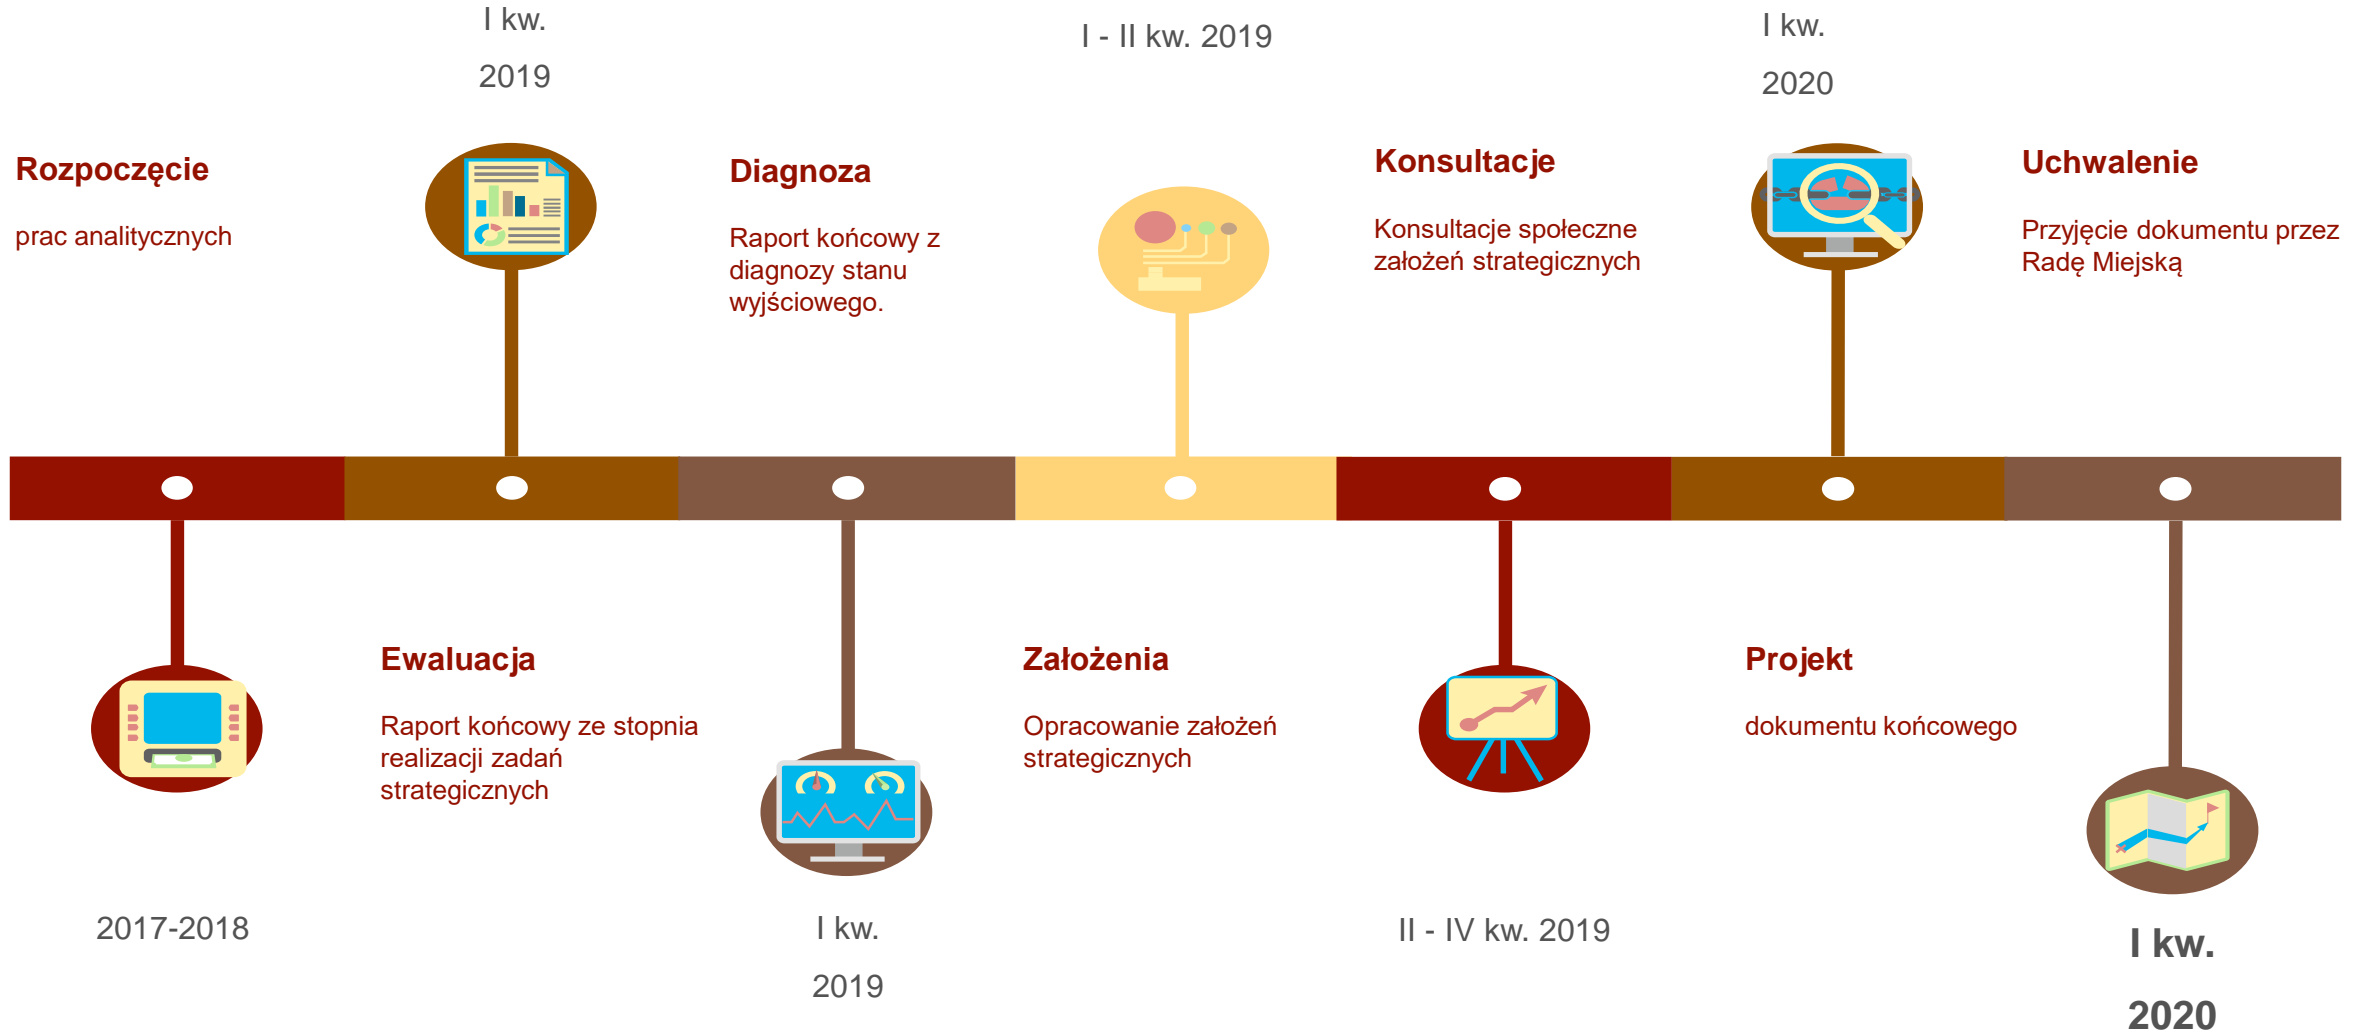 I kw.
2019
I - II kw. 2019
I kw.
2020
Rozpoczęcie
prac analitycznych
Diagnoza
Raport końcowy z
diagnozy stanu
wyjściowego.
Konsultacje
Konsultacje społeczne
założeń strategicznych
Uchwalenie
Przyjęcie dokumentu przez
Radę Miejską
Ewaluacja
Raport końcowy ze stopnia
realizacji zadań
strategicznych
Założenia
Opracowanie założeń
strategicznych
Projekt
dokumentu końcowego
2017-2018
I kw.
2019
II - IV kw. 2019
I kw.
2020